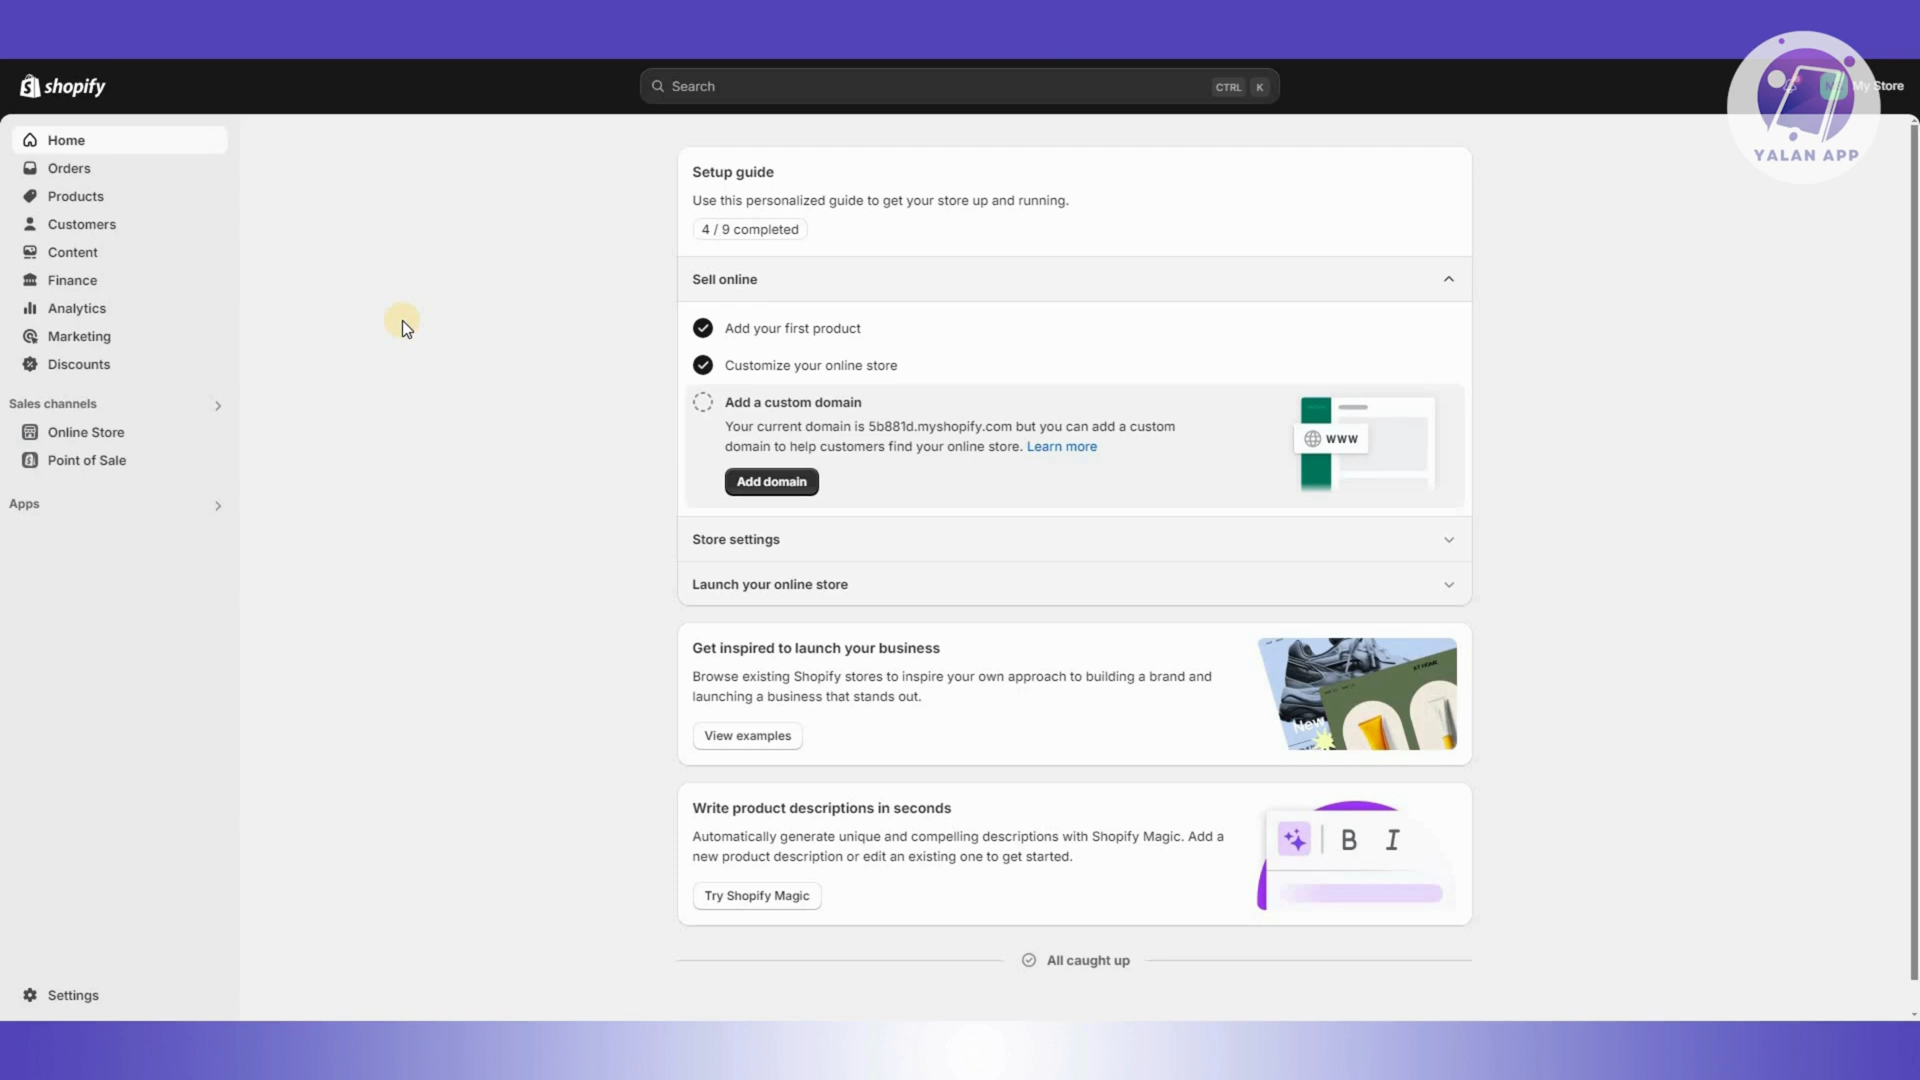 shopify
Search
CTRL K
My Store
YALAN APP
Home
Orders
Products
Customers
Content
Finance
Analytics
Marketing
Discounts
Sales channels
Online Store
Point of Sale
Apps
Settings
Setup guide
Use this personalized guide to get your store up and running.
4 / 9 completed
Sell online
Add your first product
Customize your online store
Add a custom domain
Your current domain is 5b881d.myshopify.com but you can add a custom
domain to help customers find your online store. Learn more
Add domain
WWW
Store settings
Launch your online store
Get inspired to launch your business
Browse existing Shopify stores to inspire your own approach to building a brand and
launching a business that stands out.
View examples
New
Write product descriptions in seconds
Automatically generate unique and compelling descriptions with Shopify Magic. Add a
new product description or edit an existing one to get started.
Try Shopify Magic
B I
All caught up